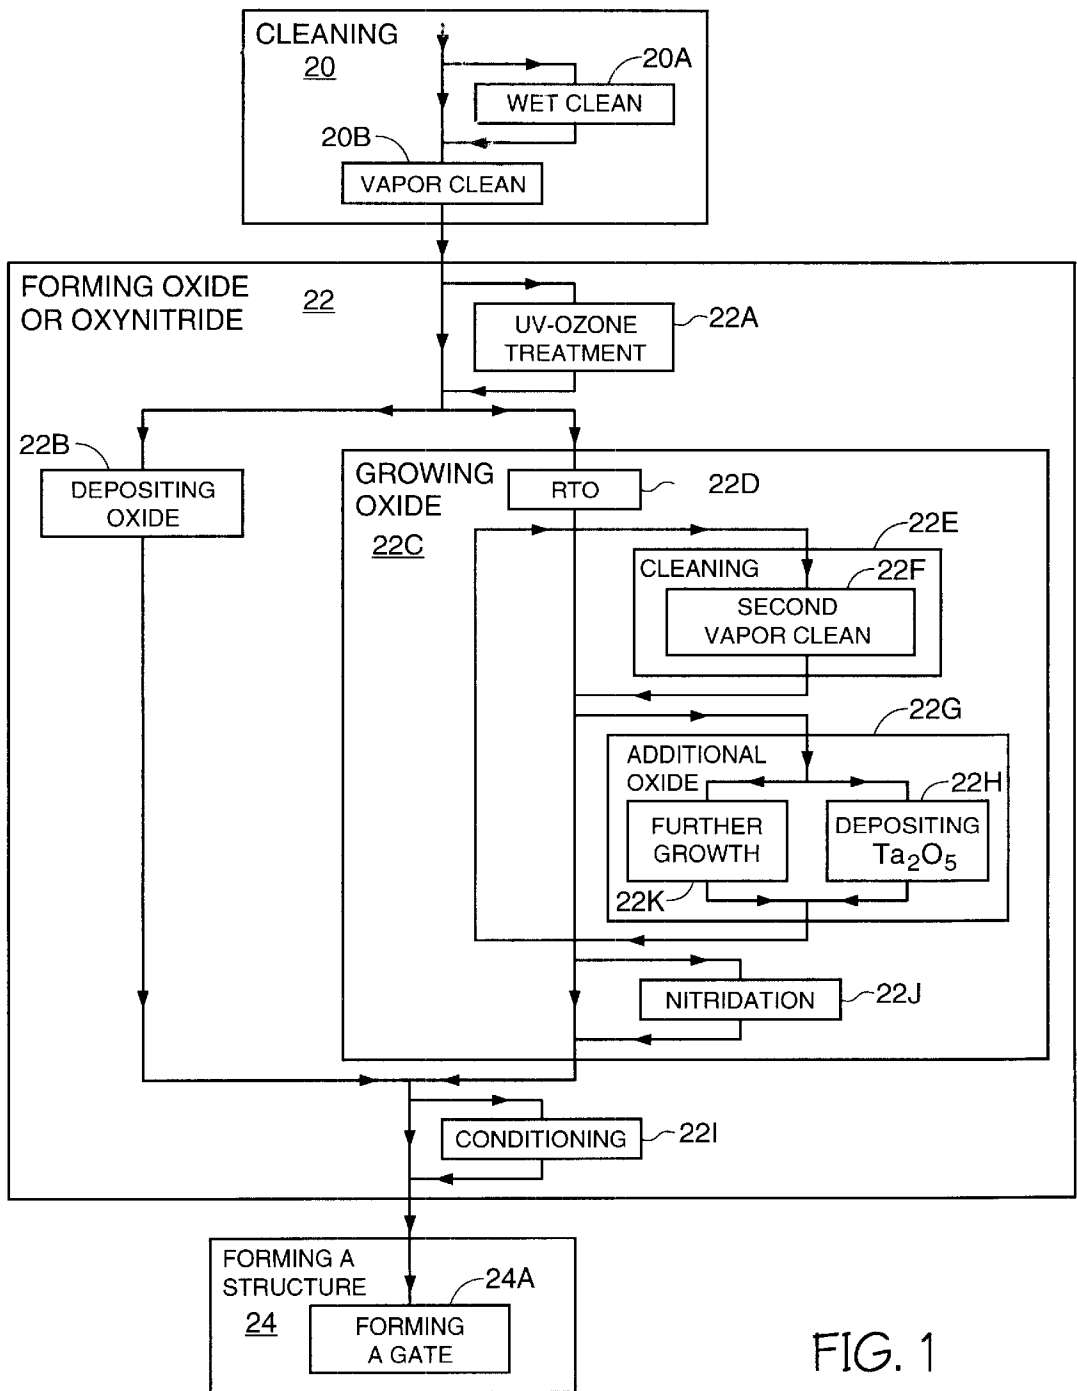 CLEANING
20
20A
WET CLEAN
20B
VAPOR CLEAN
FORMING OXIDE
OR OXYNITRIDE
22
UV-OZONE
TREATMENT
22A
22B
DEPOSITING
OXIDE
GROWING
OXIDE
22C
RTO
22D
22E
CLEANING
22F
SECOND
VAPOR CLEAN
22G
ADDITIONAL
OXIDE
22H
FURTHER
GROWTH
DEPOSITING
Ta₂O₅
22K
NITRIDATION
22J
CONDITIONING
22I
FORMING A
STRUCTURE
24
24A
FORMING
A GATE
FIG. 1